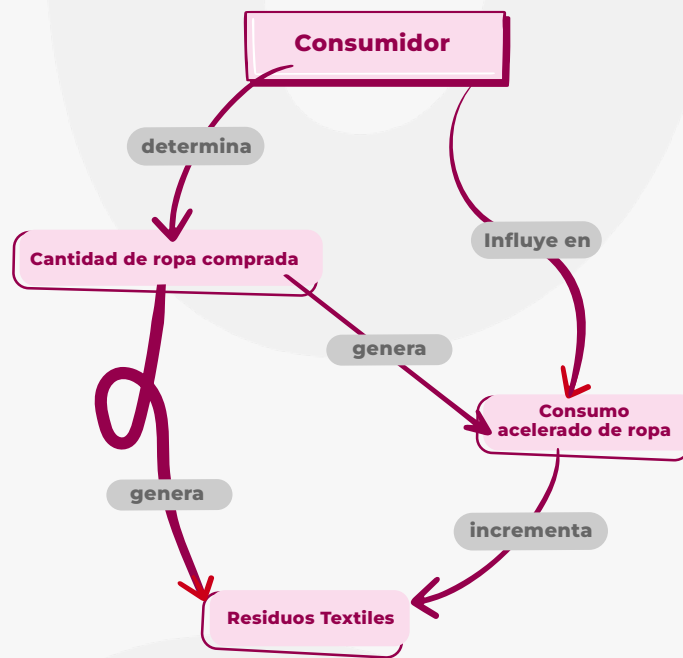 Consumidor
determina
Influye en
Cantidad de ropa comprada
genera
Consumo
acelerado de ropa
genera
incrementa
Residuos Textiles